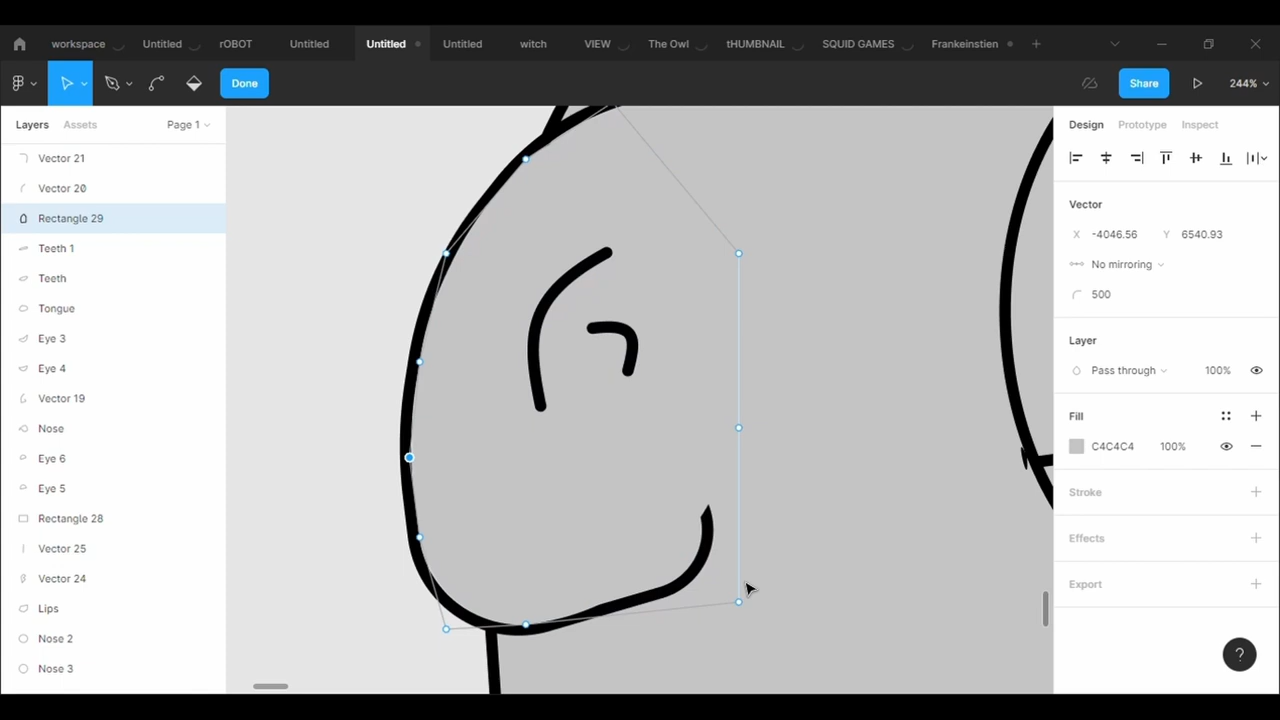 workspace Untitled rOBOT Untitled Untitled Untitled witch VIEW The Owl tHUMBNAIL SQUID GAMES Frankeinstien
Done Share 244%
Layers Assets Page 1 Design Prototype Inspect
Vector 21
Vector 20
Rectangle 29
Teeth 1
Teeth
Tongue
Eye 3
Eye 4
Vector 19
Nose
Eye 6
Eye 5
Rectangle 28
Vector 25
Vector 24
Lips
Nose 2
Nose 3
Vector
X -4046.56 Y 6540.93
No mirroring
500
Layer
Pass through 100%
Fill
C4C4C4 100%
Stroke
Effects
Export
?